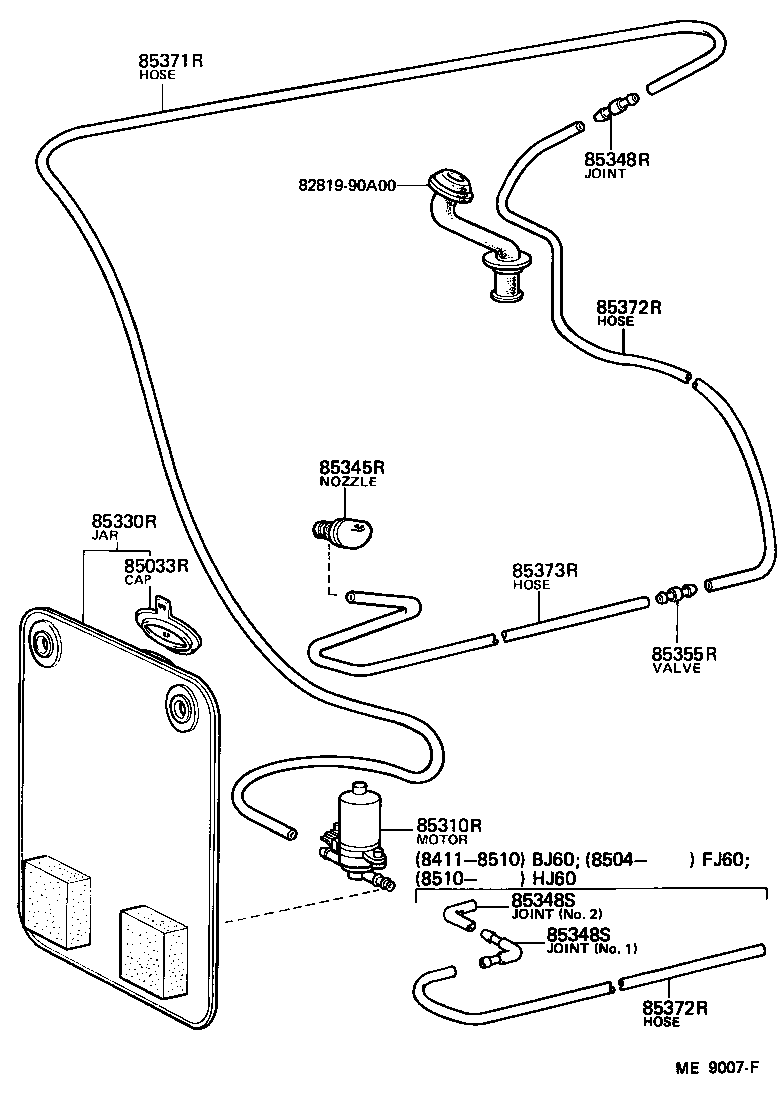 85371R
HOSE
85348R
JOINT
82819-90A00
85372R
HOSE
85345R
NOZZLE
85330R
JAR
85033R
CAP
85373R
HOSE
85355R
VALVE
85310R
MOTOR
(8411-8510) BJ60; (8504-      ) FJ60;
(8510-      ) HJ60
85348S
JOINT (No. 2)
85348S
JOINT (No. 1)
85372R
HOSE
ME 9007-F